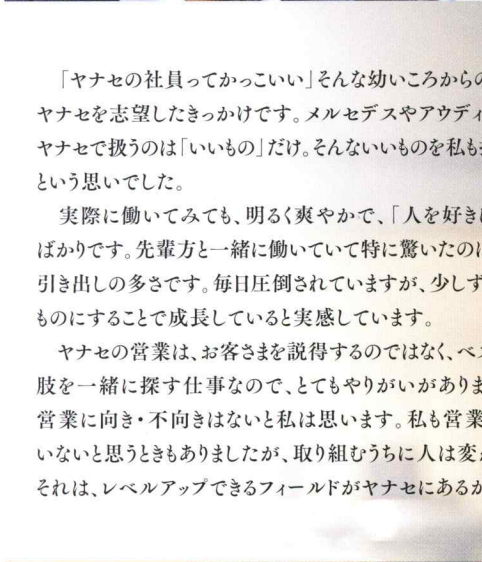 「ヤナセの社員ってかっこいい」そんな幼いころからの
ヤナセを志望したきっかけです。メルセデスやアウディ
ヤナセで扱うのは「いいもの」だけ。そんないいものを私も
という思いでした。
実際に働いてみても、明るく爽やかで、「人を好き
ばかりです。先輩方と一緒に働いていて特に驚いたのは
引き出しの多さです。毎日圧倒されていますが、少しず
ものにすることで成長していると実感しています。
ヤナセの営業は、お客さまを説得するのではなく、ベス
肢を一緒に探す仕事なので、とてもやりがいがありま
営業に向き・不向きはないと私は思います。私も営業
いないと思うときもありましたが、取り組むうちに人は変
それは、レベルアップできるフィールドがヤナセにあるか